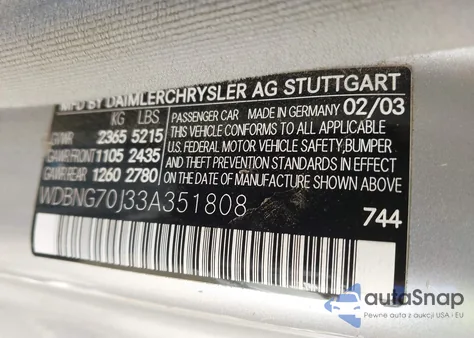 MFD BY DAIMLERCHRYSLER AG STUTTGART
KG LBS PASSENGER CAR MADE IN GERMANY 02/03
GVWR 2365 5215 THIS VEHICLE CONFORMS TO ALL APPLICABLE
GAWR FRONT 1105 2435 U.S. FEDERAL MOTOR VEHICLE SAFETY, BUMPER
GAWR REAR 1260 2780 AND THEFT PREVENTION STANDARDS IN EFFECT
ON THE DATE OF MANUFACTURE SHOWN ABOVE.
WDBNG70J33A351808
744
autoSnap
Pewne auta z aukcji USA i EU